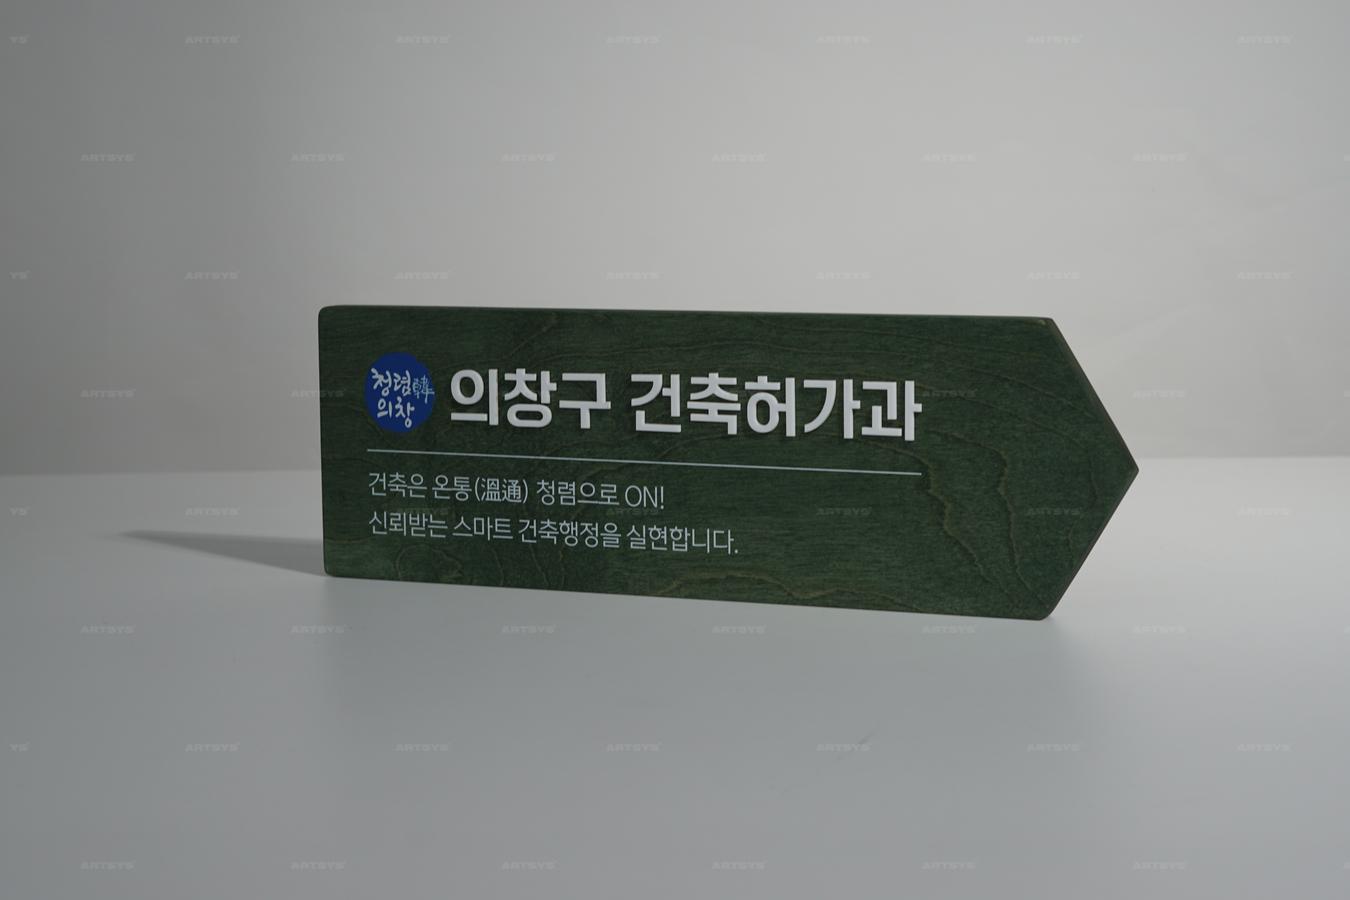 청렴韓
의창
의창구 건축허가과
건축은 온통(溫通) 청렴으로 ON!
신뢰받는 스마트 건축행정을 실현합니다.
ARTSYS